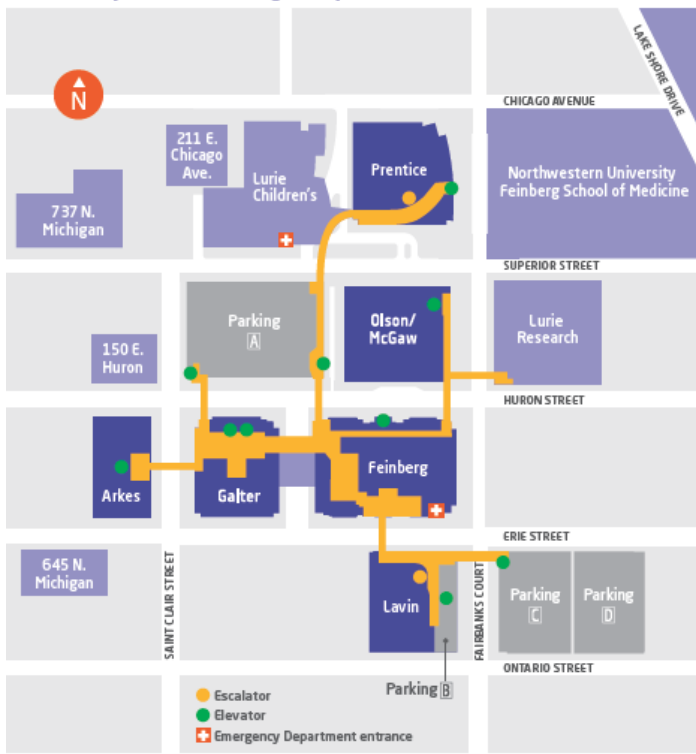 LAKE SHORE DRIVE
N
CHICAGO AVENUE
211 E.
Chicago
Ave.
Lurie
Children's
Prentice
Northwestern University
Feinberg School of Medicine
737 N.
Michigan
SUPERIOR STREET
Parking
A
Olson/
McGaw
Lurie
Research
150 E.
Huron
HURON STREET
Arkes
Galter
Feinberg
ERIE STREET
645 N.
Michigan
SAINT CLAIR STREET
Lavin
FAIRBANKS COURT
Parking
C
Parking
D
ONTARIO STREET
Parking B
Escalator
Elevator
Emergency Department entrance